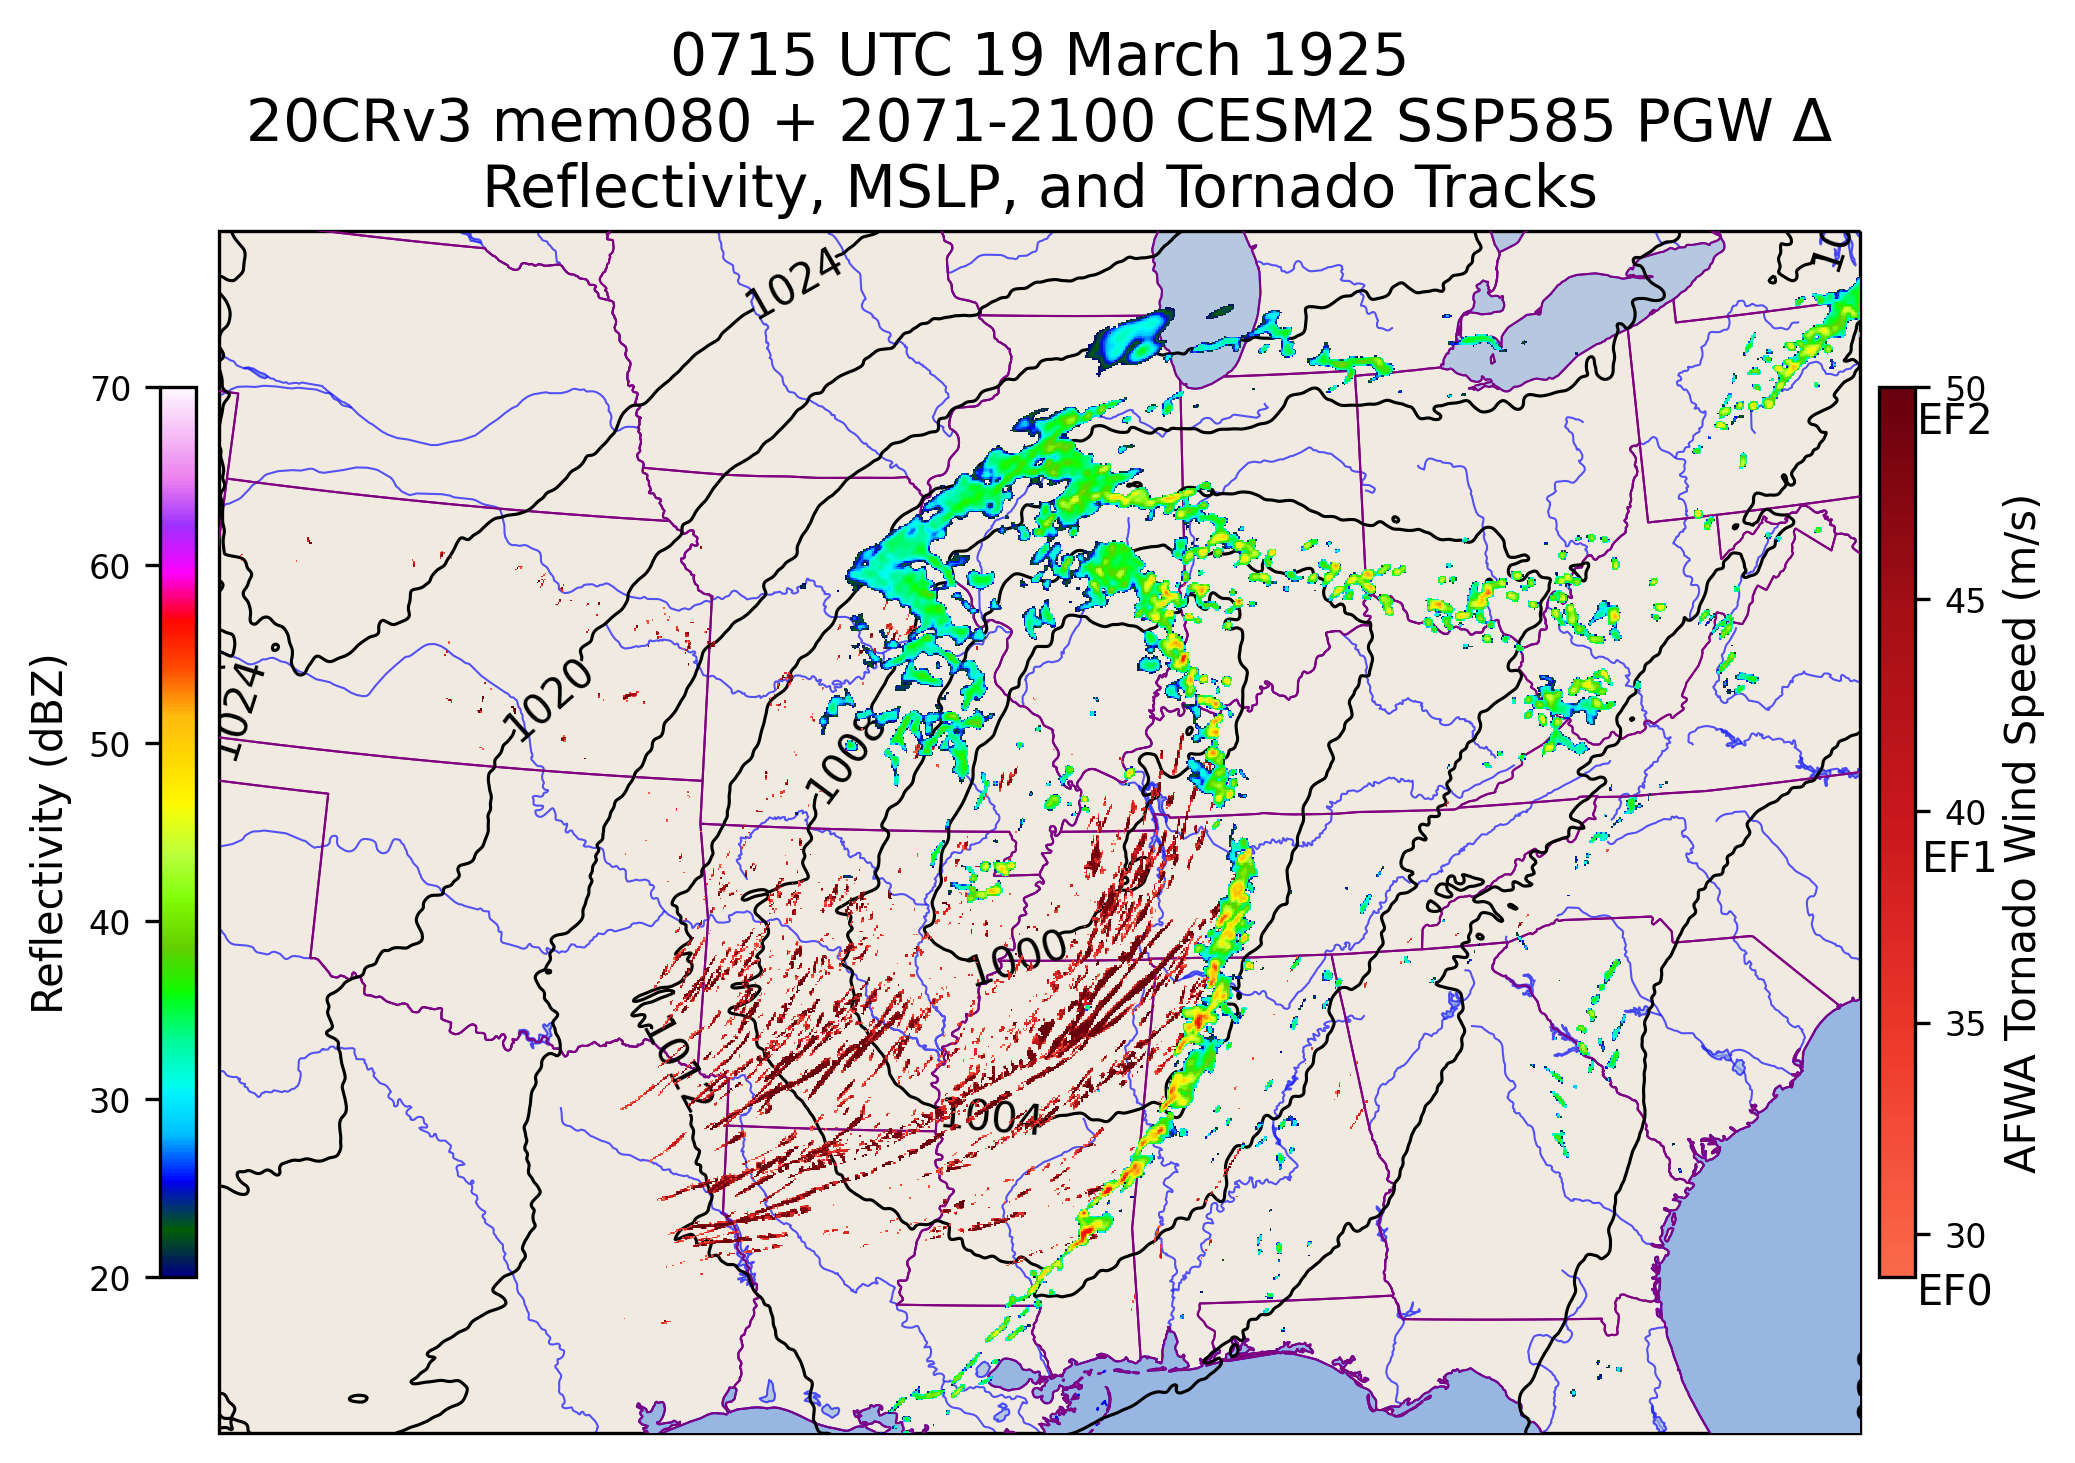 0715 UTC 19 March 1925
20CRv3 mem080 + 2071-2100 CESM2 SSP585 PGW Δ
Reflectivity, MSLP, and Tornado Tracks
1024
10
70
60
50
40
30
20
Reflectivity (dBZ)
1024
1020
1008
1000
1012
1004
50
EF2
45
40
EF1
35
30
EF0
AFWA Tornado Wind Speed (m/s)